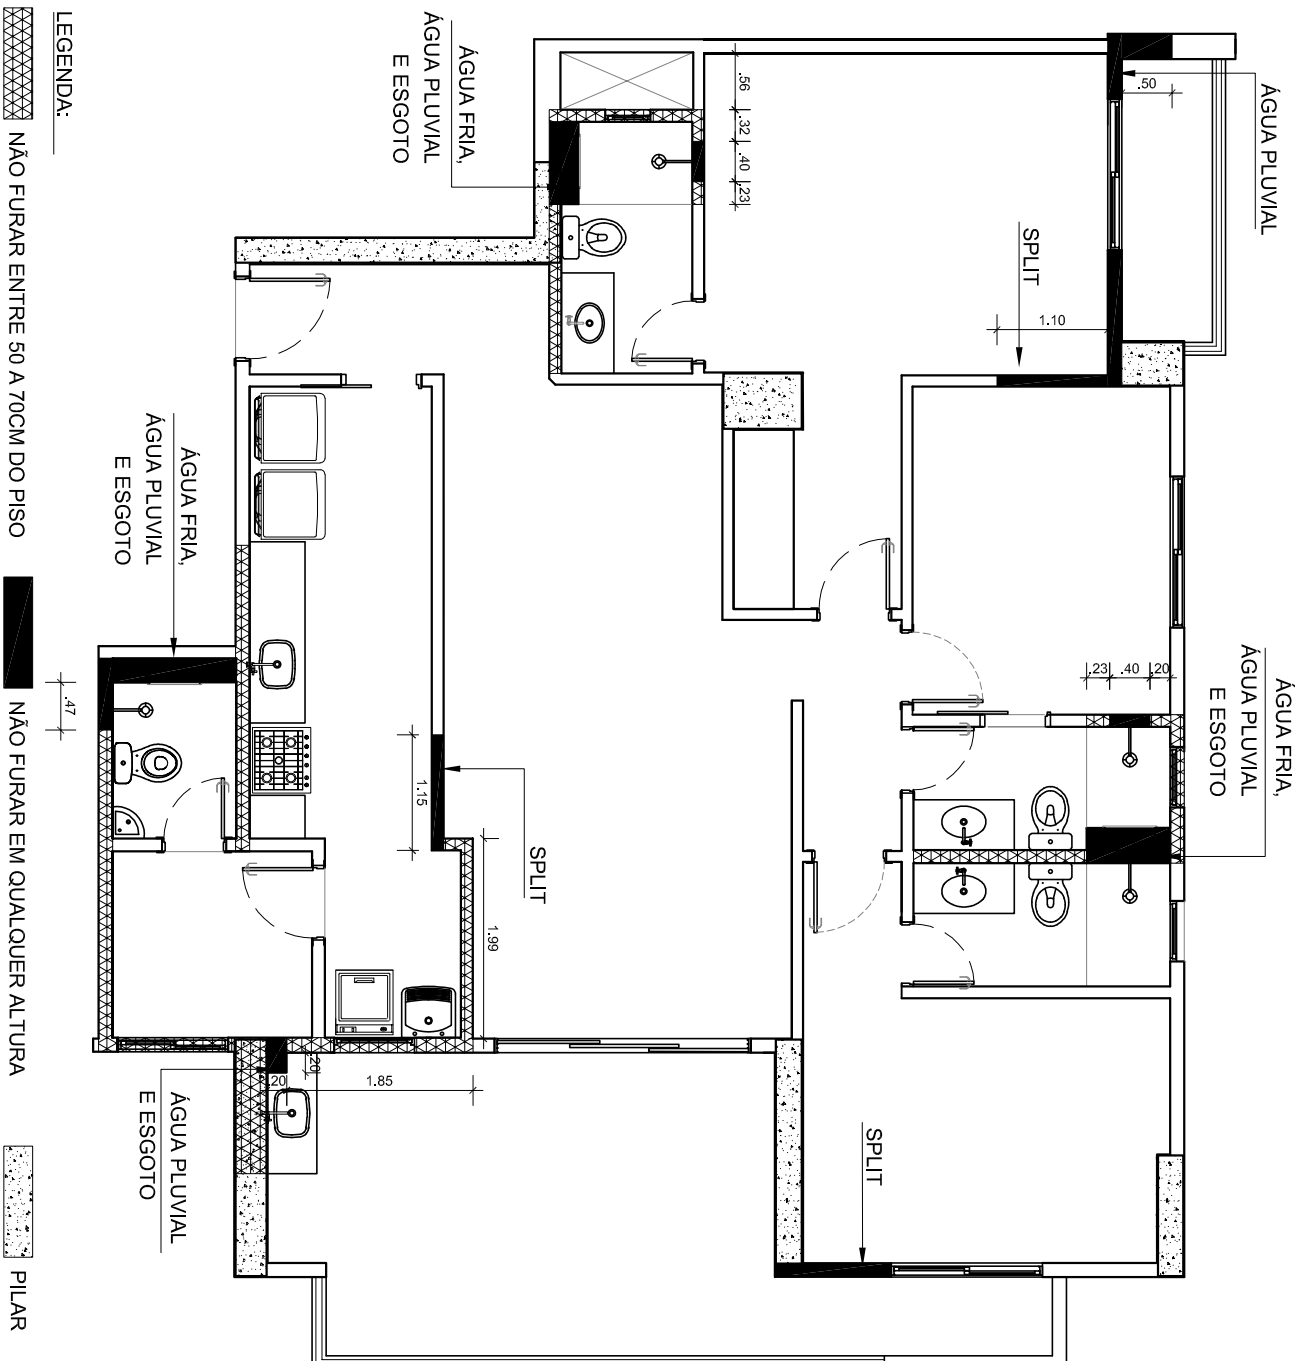 ÁGUA PLUVIAL
.50
.56
.32
.40
.23
SPLIT
1.10
ÁGUA FRIA,
ÁGUA PLUVIAL
E ESGOTO
ÁGUA FRIA,
ÁGUA PLUVIAL
E ESGOTO
.23
.40
.20
ÁGUA FRIA,
ÁGUA PLUVIAL
E ESGOTO
.47
1.15
SPLIT
1.99
.20
.20
1.85
ÁGUA PLUVIAL
E ESGOTO
SPLIT
LEGENDA:
NÃO FURAR ENTRE 50 A 70CM DO PISO
NÃO FURAR EM QUALQUER ALTURA
PILAR